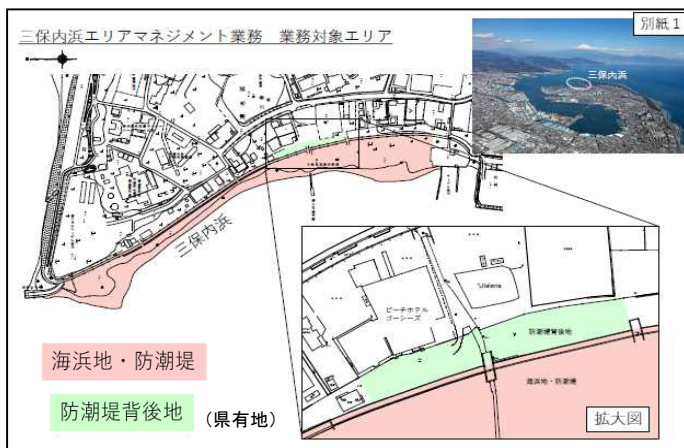 三保内浜エリアマネジメント業務　業務対象エリア
別紙1
三保内浜
三保内浜
ビーチホテル
ゴーシーズ
'Ulalena
防潮堤背後地
海浜地・防潮堤
海浜地・防潮堤
防潮堤背後地
(県有地)
拡大図